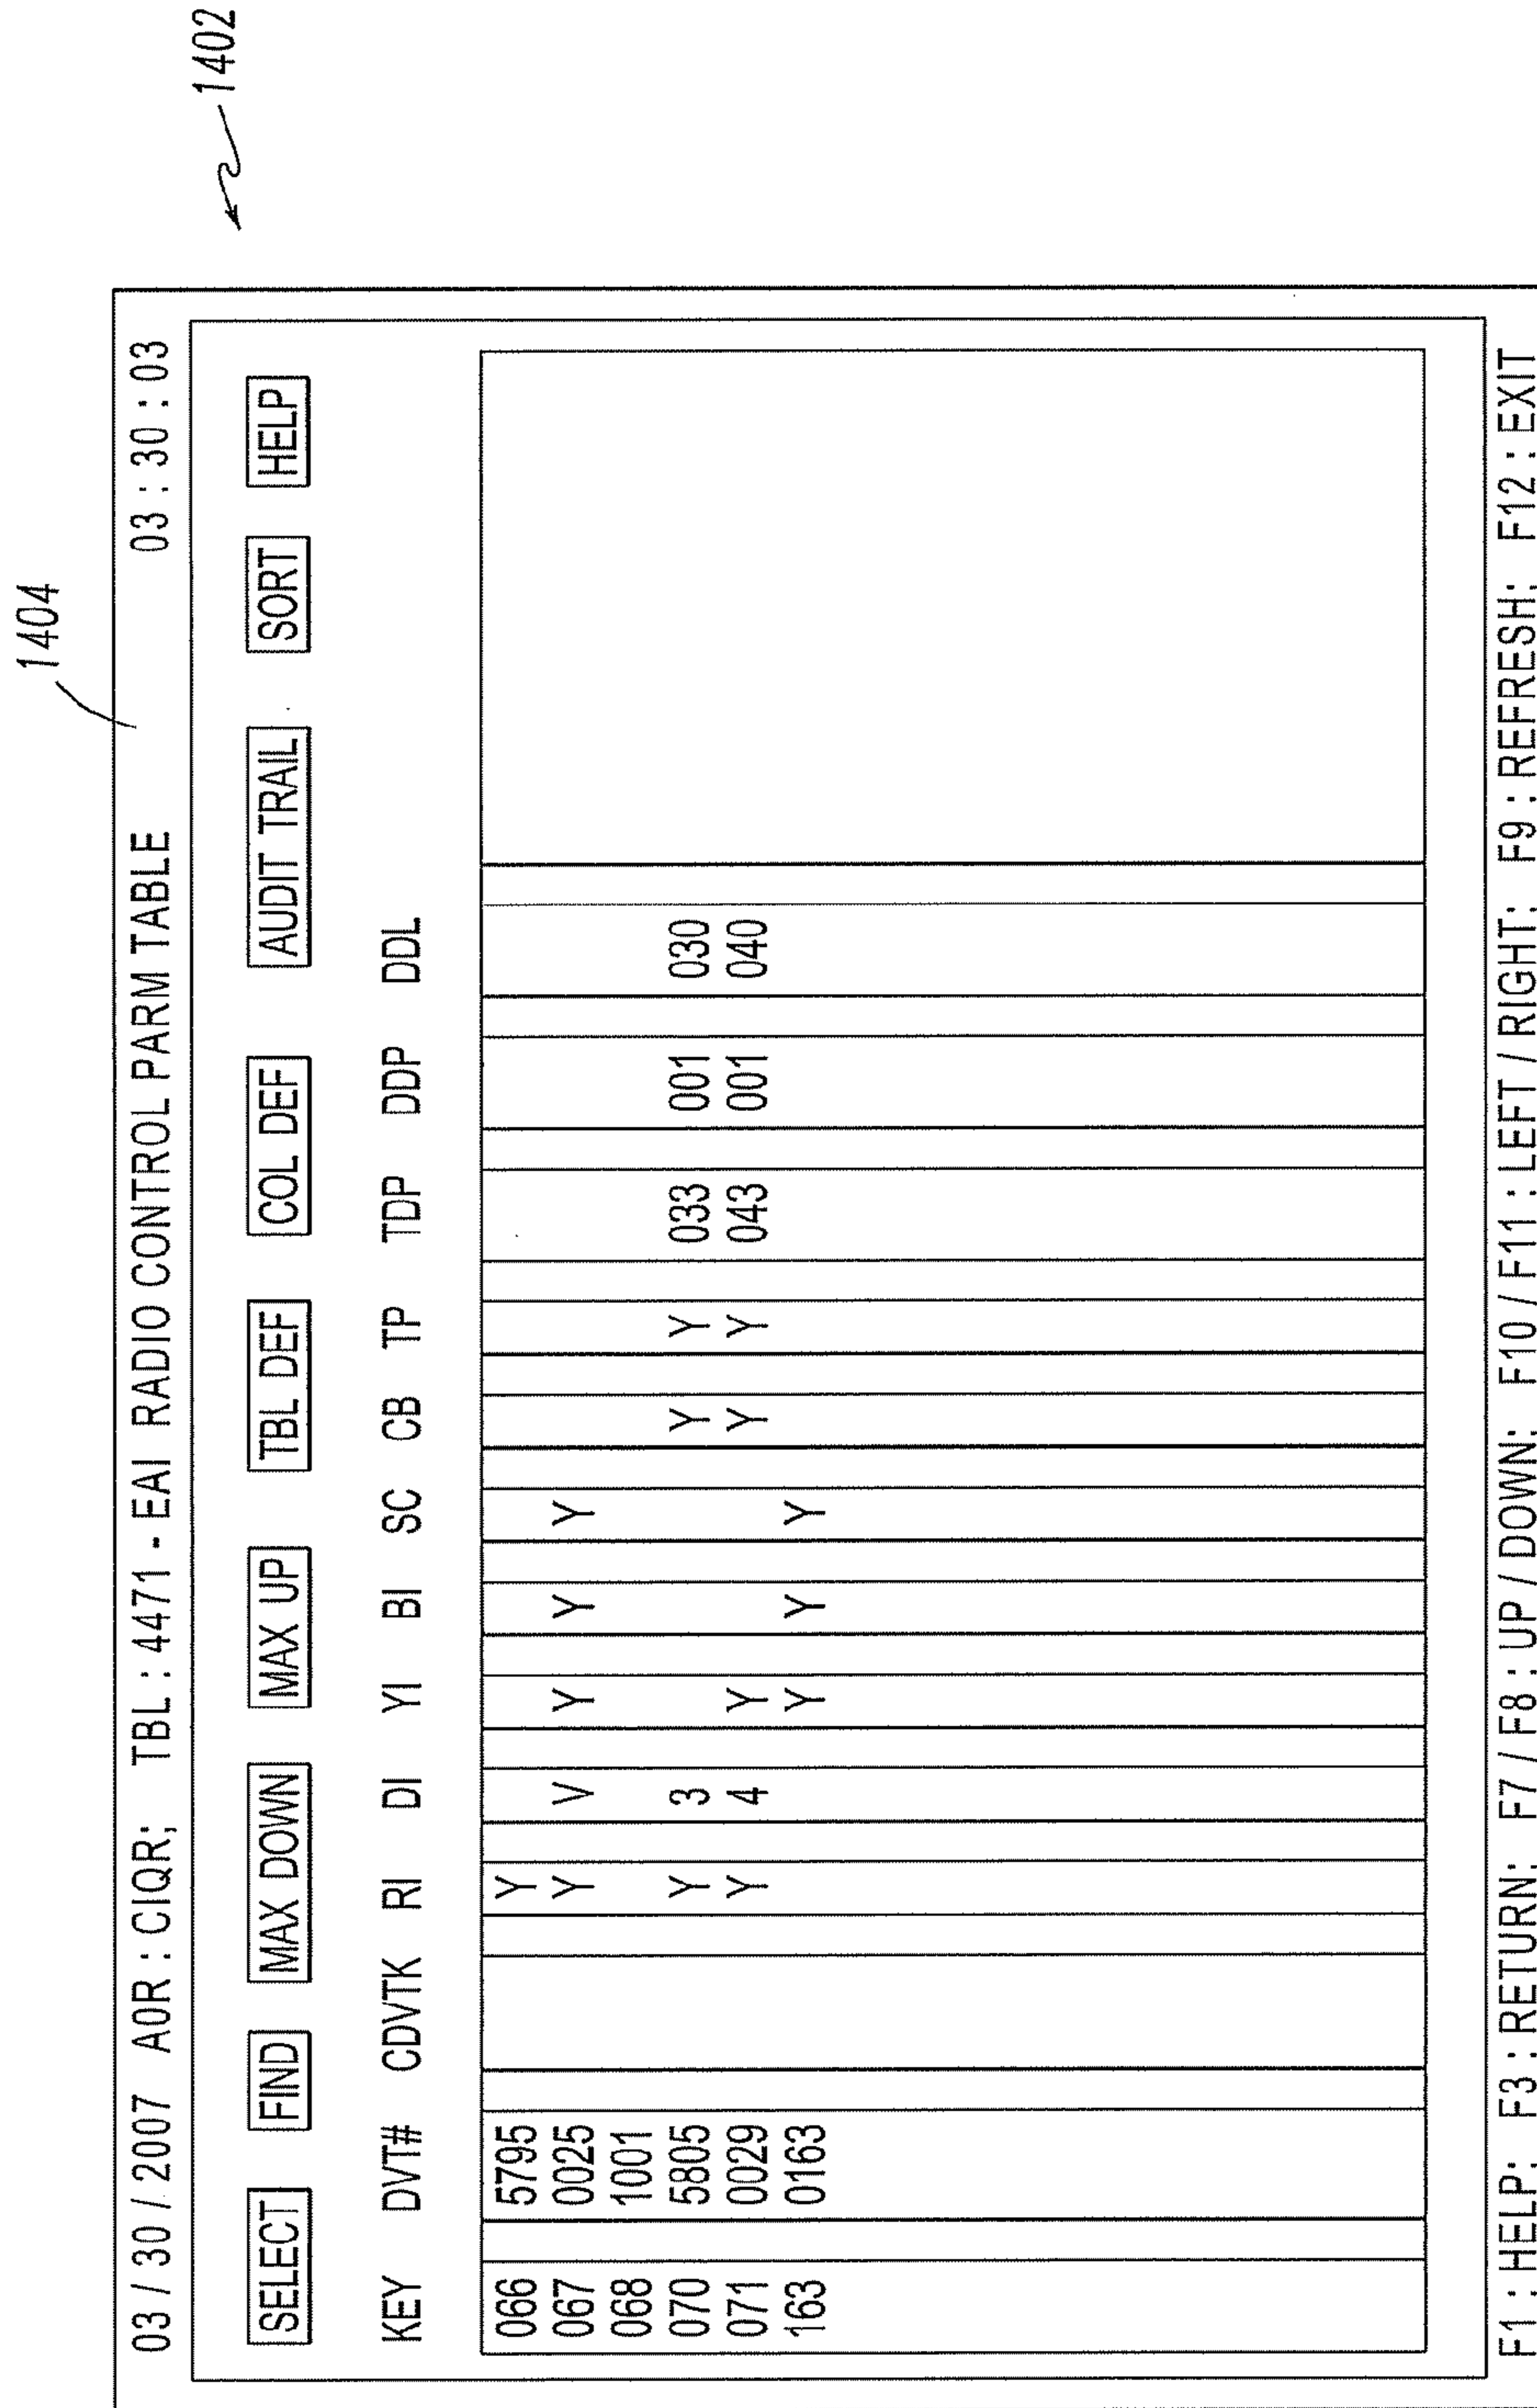 1404
1402
03 / 30 / 2007 A0R : CIQR; TBL : 4471 - EAI RADIO CONTROL PARM TABLE 03 : 30 : 03
SELECT FIND MAX DOWN MAX UP TBL DEF COL DEF AUDIT TRAIL SORT HELP
KEY DVT# CDVTK RI DI YI BI SC CB TP TDP DDP DDL
066 5795 Y
067 0025 Y V Y Y Y
068 1001
070 5805 Y 3 Y Y 033 001 030
071 0029 Y 4 Y Y Y 043 001 040
163 0163 Y Y Y
F1 : HELP; F3 : RETURN; F7 / F8 : UP / DOWN; F10 / F11 : LEFT / RIGHT; F9 : REFRESH; F12 : EXIT